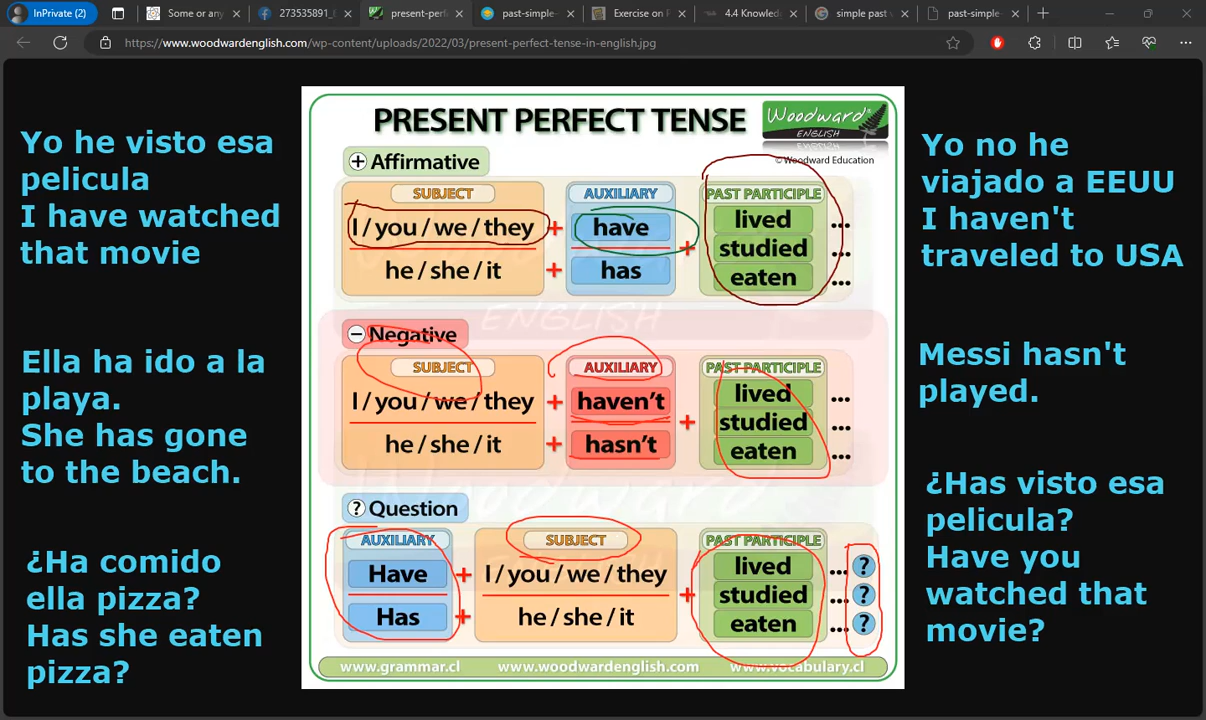 InPrivate (2)
Some or any
273535891_
present-perf
past-simple-
Exercise on P
4.4 Knowled
simple past v
past-simple-
https://www.woodwardenglish.com/wp-content/uploads/2022/03/present-perfect-tense-in-english.jpg
Yo he visto esa
pelicula
I have watched
that movie
Ella ha ido a la
playa.
She has gone
to the beach.
¿Ha comido
ella pizza?
Has she eaten
pizza?
PRESENT PERFECT TENSE
Woodward®
ENGLISH
©Woodward Education
+ Affirmative
SUBJECT
AUXILIARY
PAST PARTICIPLE
I / you / we / they + have
he / she / it + has
+
lived ...
studied ...
eaten ...
− Negative
SUBJECT
AUXILIARY
PAST PARTICIPLE
I / you / we / they + haven't
he / she / it + hasn't
+
lived ...
studied ...
eaten ...
? Question
AUXILIARY
SUBJECT
PAST PARTICIPLE
Have + I / you / we / they
Has + he / she / it
+
lived ... ?
studied ... ?
eaten ... ?
www.grammar.cl
www.woodwardenglish.com
www.vocabulary.cl
Yo no he
viajado a EEUU
I haven't
traveled to USA
Messi hasn't
played.
¿Has visto esa
pelicula?
Have you
watched that
movie?